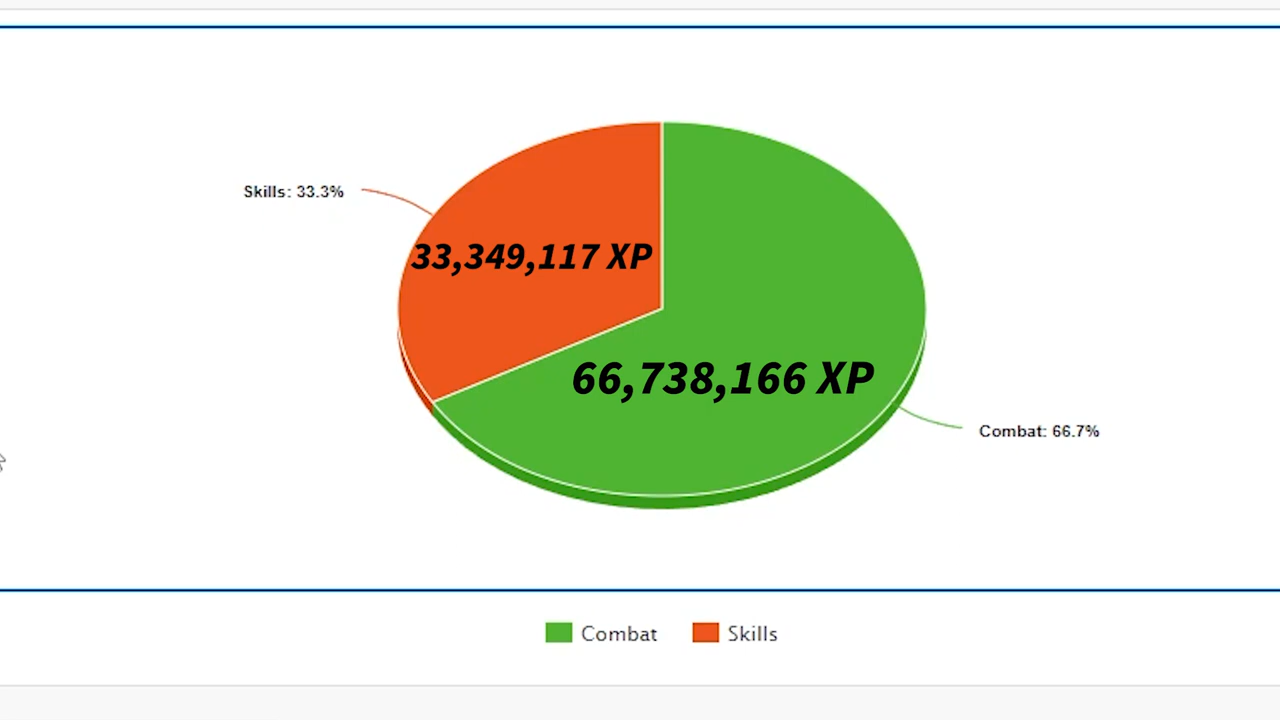 Skills: 33.3%
33,349,117 XP
66,738,166 XP
Combat: 66.7%
Combat
Skills